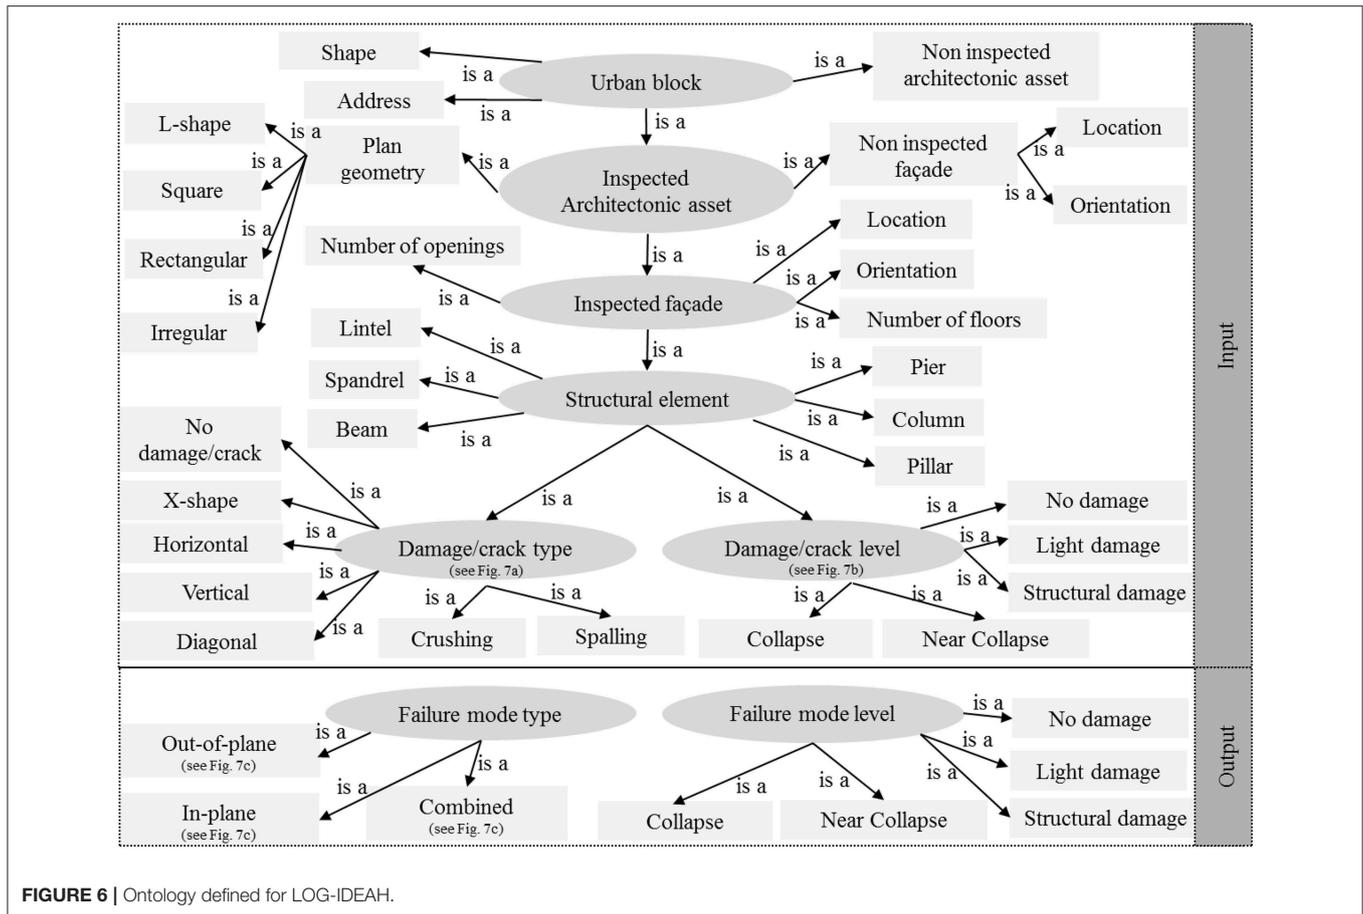 Shape
is a
Urban block
is a
Non inspected
architectonic asset
Address
is a
is a
L-shape
is a
Plan
geometry
is a
Inspected
Architectonic asset
is a
Non inspected
façade
Location
is a
is a
Orientation
Square
is a
Rectangular
is a
Irregular
is a
Number of openings
is a
is a
Inspected façade
is a
Location
is a
Orientation
is a
Number of floors
is a
Lintel
is a
Spandrel
is a
Beam
is a
Structural element
is a
Pier
is a
Column
is a
Pillar
is a
is a
No
damage/crack
is a
X-shape
Horizontal
is a
Vertical
is a
Diagonal
is a
Damage/crack type
(see Fig. 7a)
is a
is a
Crushing
Spalling
Damage/crack level
(see Fig. 7b)
is a
No damage
is a
Light damage
is a
Structural damage
is a
is a
Collapse
Near Collapse
Input
Failure mode type
is a
Out-of-plane
(see Fig. 7c)
is a
In-plane
(see Fig. 7c)
is a
Combined
(see Fig. 7c)
Failure mode level
is a
No damage
is a
Light damage
is a
Structural damage
is a
is a
Collapse
Near Collapse
Output
FIGURE 6 | Ontology defined for LOG-IDEAH.